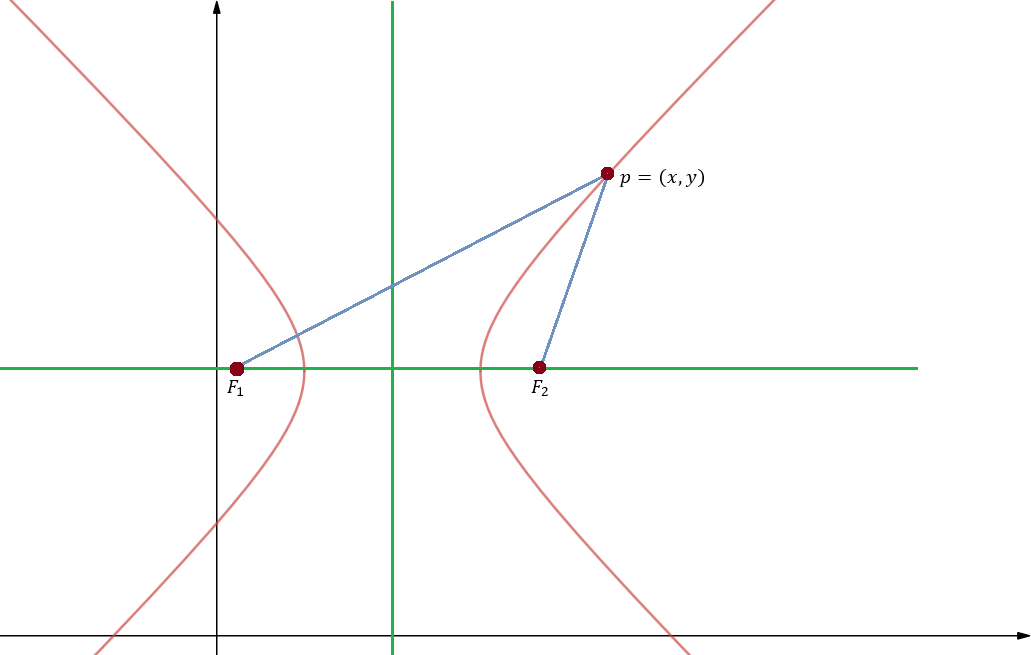 p = (x, y)
F₁
F₂